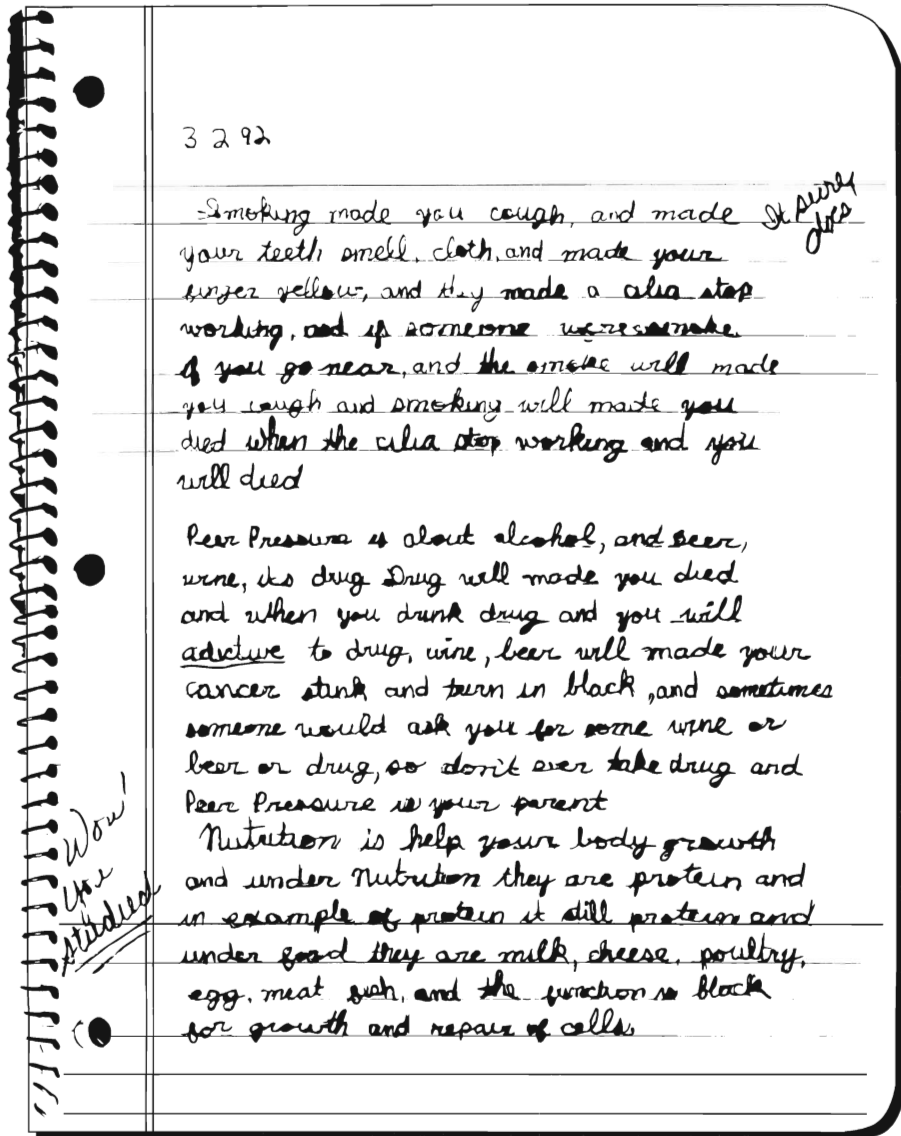 3 2 92
Smoking made you cough, and made
It sure
does
your teeth smell, cloth, and made your
finger yellow, and they made a cilia stop
working, and if someone were smoke.
if you go near, and the smoke will made
you cough and smoking will made you
died when the cilia stop working and you
will died
Peer Pressure is about alcohol, and beer,
wine, its drug Drug will made you died
and when you drunk drug and you will
adictive to drug, wine, beer will made your
cancer stink and turn in black, and sometimes
someone would ask you for some wine or
beer or drug, so don't ever take drug and
Peer Pressure is your parent
Nutrition is help your body growth
and under Nutrition they are protein and
in example of protein it still protein and
under food they are milk, cheese, poultry,
egg, meat fish, and the function is block
for growth and repair of cells.
Wow!
You
studied